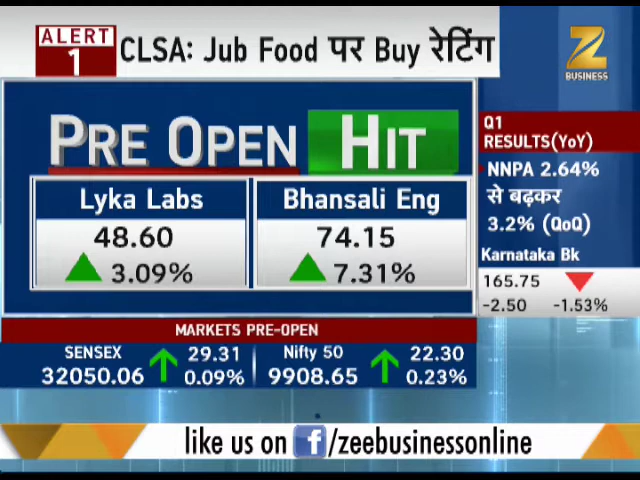 ALERT
1
CLSA: Jub Food पर Buy रेटिंग
Z
BUSINESS
PRE OPEN HIT
Lyka Labs
48.60
3.09%
Bhansali Eng
74.15
7.31%
Q1
RESULTS(YoY)
NNPA 2.64%
से बढ़कर
3.2% (QoQ)
Karnataka Bk
165.75
-2.50 -1.53%
MARKETS PRE-OPEN
SENSEX 29.31
32050.06 0.09%
Nifty 50 22.30
9908.65 0.23%
like us on f/zeebusinessonline